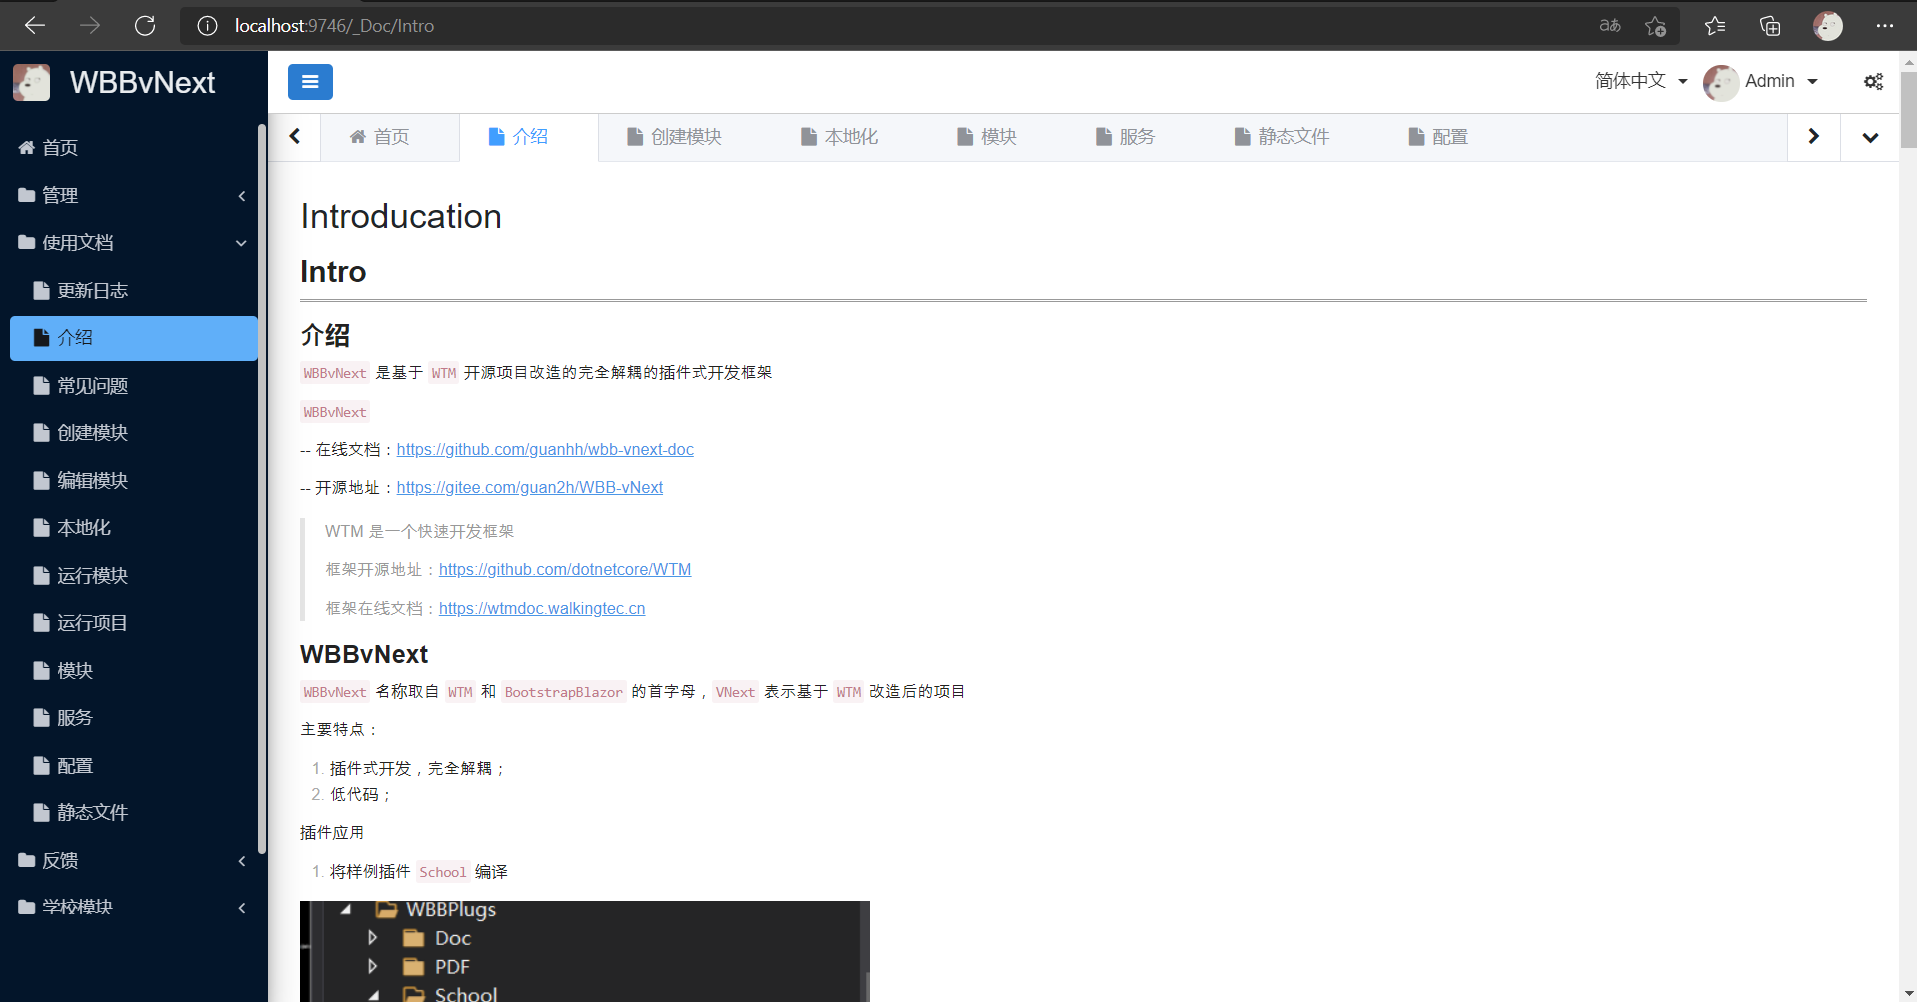 localhost:9746/_Doc/Intro
aあ
WBBvNext
简体中文
Admin
首页
管理
使用文档
更新日志
介绍
常见问题
创建模块
编辑模块
本地化
运行模块
运行项目
模块
服务
配置
静态文件
反馈
学校模块
首页 介绍 创建模块 本地化 模块 服务 静态文件 配置
Introducation
Intro
介绍
WBBvNext 是基于 WTM 开源项目改造的完全解耦的插件式开发框架
WBBvNext
-- 在线文档：https://github.com/guanhh/wbb-vnext-doc
-- 开源地址：https://gitee.com/guan2h/WBB-vNext
WTM 是一个快速开发框架
框架开源地址：https://github.com/dotnetcore/WTM
框架在线文档：https://wtmdoc.walkingtec.cn
WBBvNext
WBBvNext 名称取自 WTM 和 BootstrapBlazor 的首字母，VNext 表示基于 WTM 改造后的项目
主要特点：
1. 插件式开发，完全解耦；
2. 低代码；
插件应用
1. 将样例插件 School 编译
WBBPlugs
Doc
PDF
School